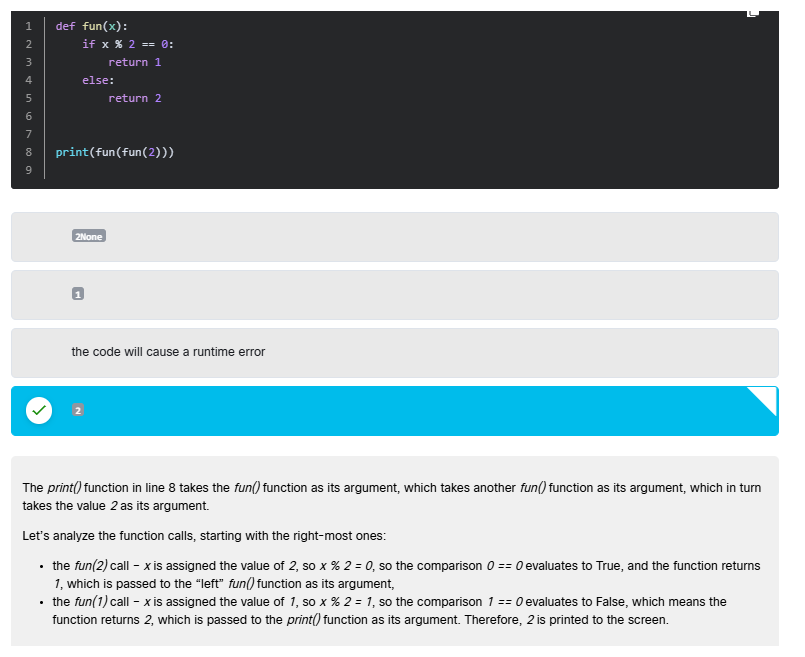 1 def fun(x):
2     if x % 2 == 0:
3         return 1
4     else:
5         return 2
6
7
8 print(fun(fun(2)))
9
2None
1
the code will cause a runtime error
2
The print() function in line 8 takes the fun() function as its argument, which takes another fun() function as its argument, which in turn
takes the value 2 as its argument.
Let's analyze the function calls, starting with the right-most ones:
• the fun(2) call – x is assigned the value of 2, so x % 2 = 0, so the comparison 0 == 0 evaluates to True, and the function returns
1, which is passed to the “left” fun() function as its argument,
• the fun(1) call – x is assigned the value of 1, so x % 2 = 1, so the comparison 1 == 0 evaluates to False, which means the
function returns 2, which is passed to the print() function as its argument. Therefore, 2 is printed to the screen.